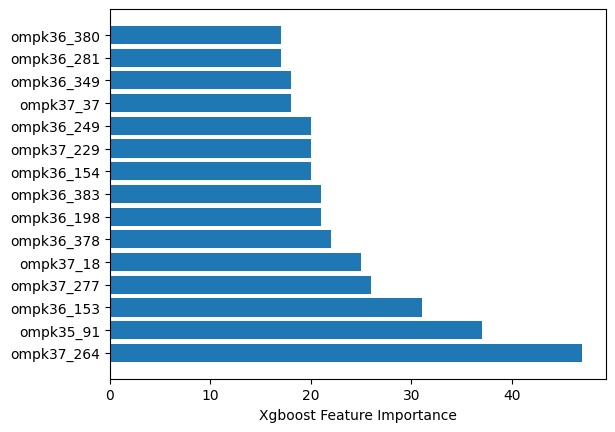 ompk36_380
ompk36_281
ompk36_349
ompk37_37
ompk36_249
ompk37_229
ompk36_154
ompk36_383
ompk36_198
ompk36_378
ompk37_18
ompk37_277
ompk36_153
ompk35_91
ompk37_264
0 10 20 30 40
Xgboost Feature Importance